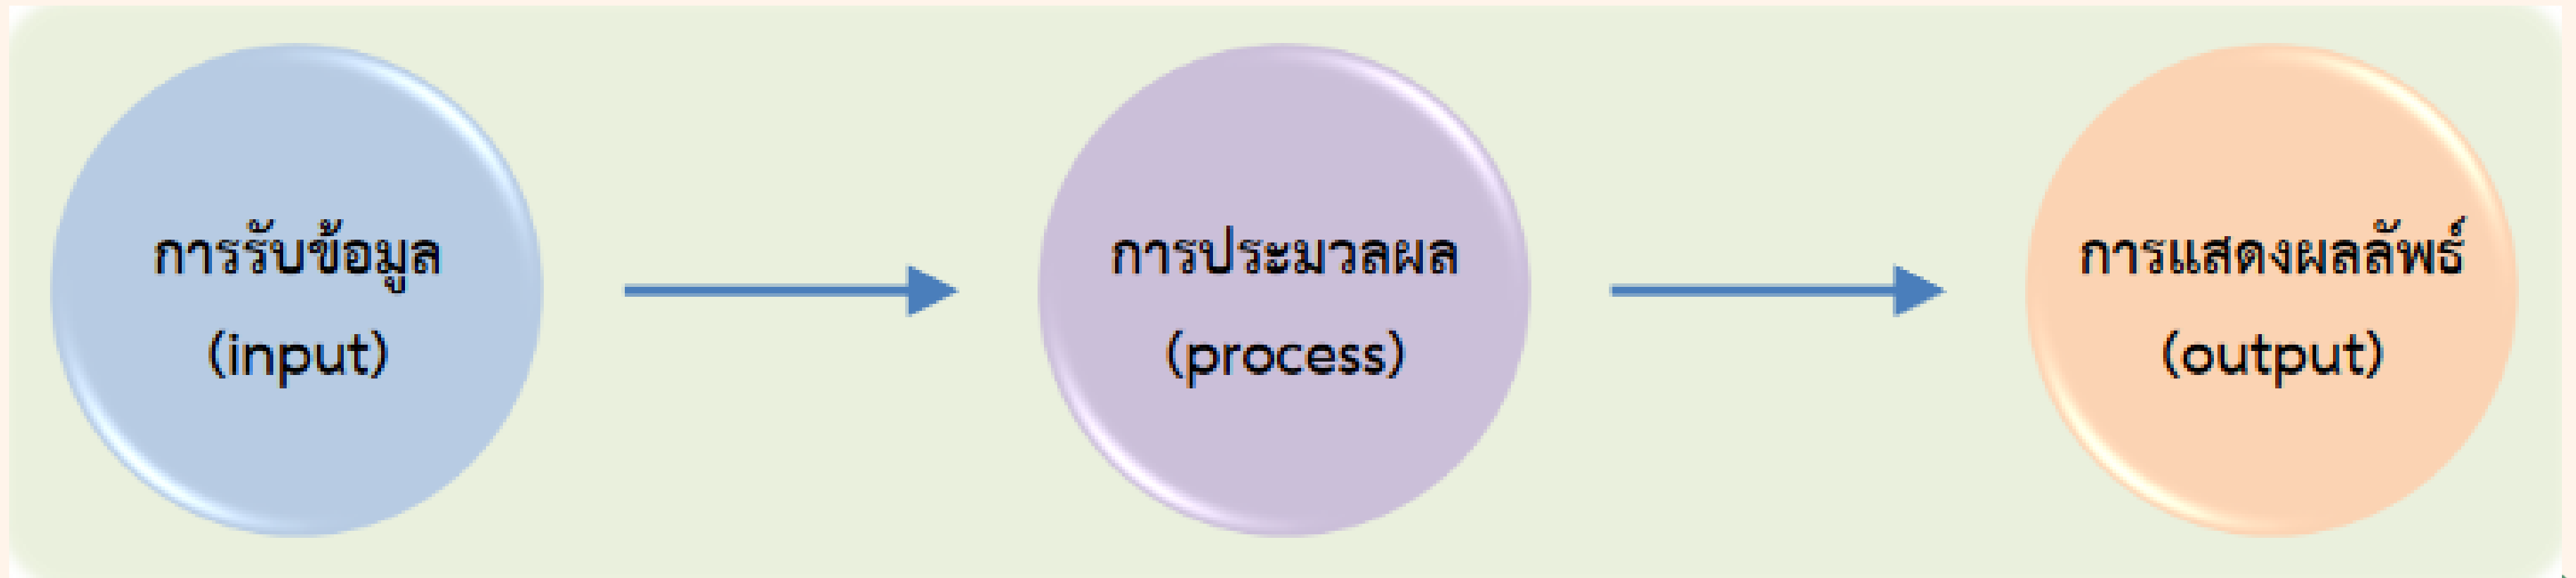 การรับข้อมูล
(input)
การประมวลผล
(process)
การแสดงผลลัพธ์
(output)